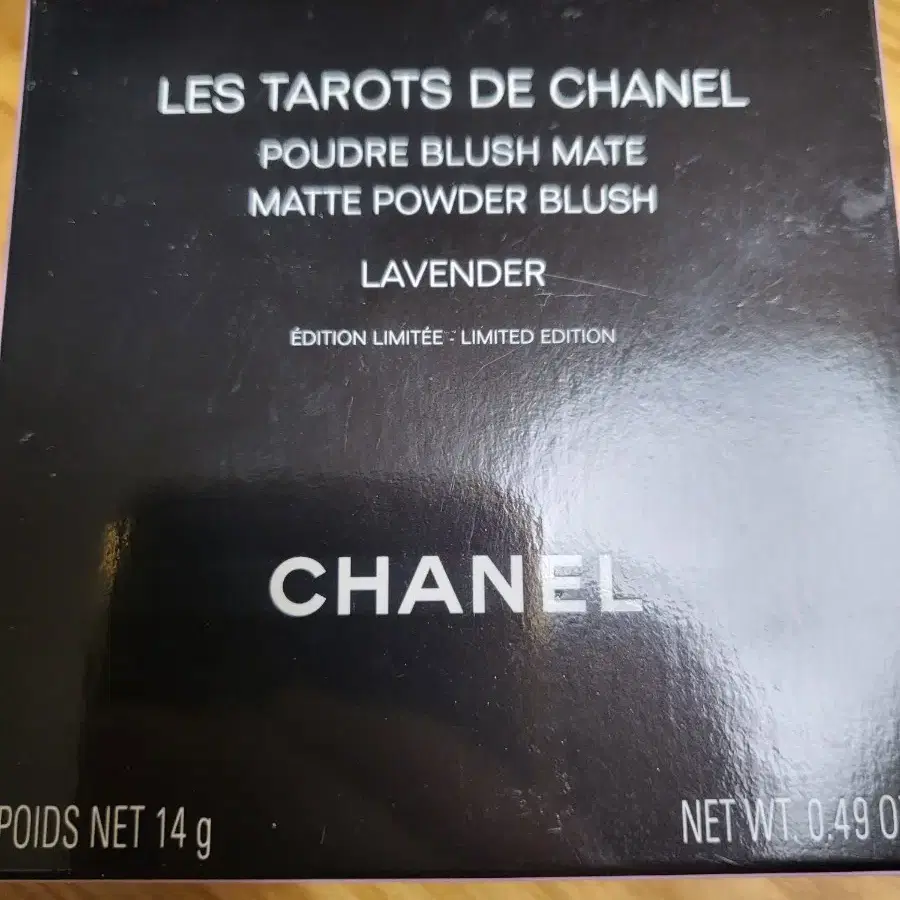 LES TAROTS DE CHANEL
POUDRE BLUSH MATE
MATTE POWDER BLUSH
LAVENDER
ÉDITION LIMITÉE - LIMITED EDITION
CHANEL
POIDS NET 14 g
NET WT. 0.49